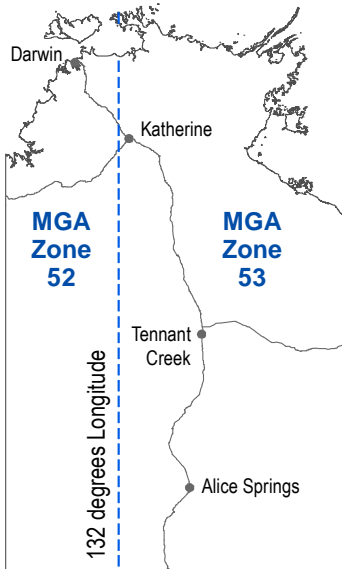 Darwin
Katherine
MGA
Zone
52
MGA
Zone
53
Tennant
Creek
132 degrees Longitude
Alice Springs